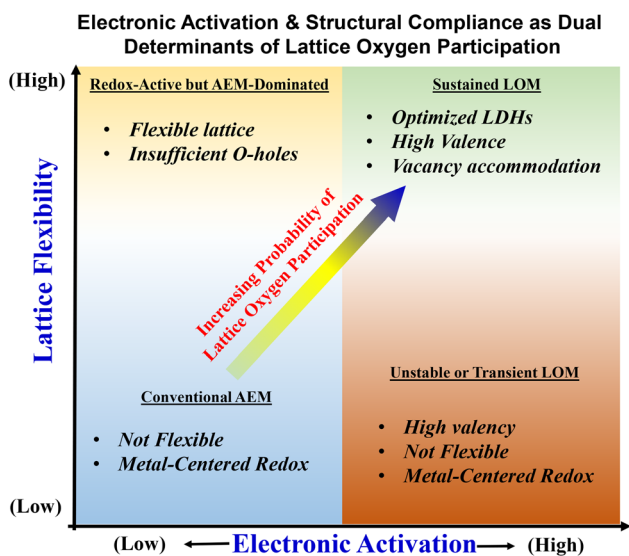 Electronic Activation & Structural Compliance as Dual
Determinants of Lattice Oxygen Participation
(High)
Lattice Flexibility
(Low)
Redox-Active but AEM-Dominated
• Flexible lattice
• Insufficient O-holes
Sustained LOM
• Optimized LDHs
• High Valence
• Vacancy accommodation
Increasing Probability of
Lattice Oxygen Participation
Conventional AEM
• Not Flexible
• Metal-Centered Redox
Unstable or Transient LOM
• High valency
• Not Flexible
• Metal-Centered Redox
(Low) Electronic Activation (High)